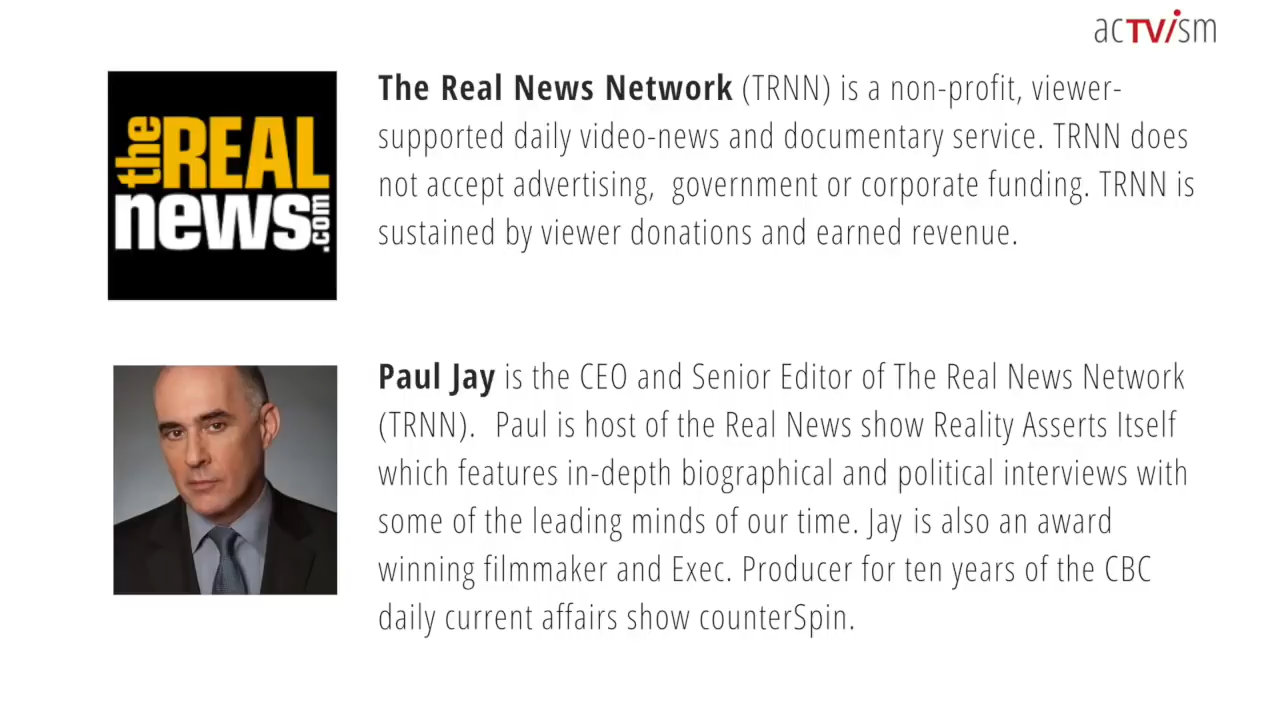 acTVism
the REAL
news.com
The Real News Network (TRNN) is a non-profit, viewer-
supported daily video-news and documentary service. TRNN does
not accept advertising,  government or corporate funding. TRNN is
sustained by viewer donations and earned revenue.
Paul Jay is the CEO and Senior Editor of The Real News Network
(TRNN).  Paul is host of the Real News show Reality Asserts Itself
which features in-depth biographical and political interviews with
some of the leading minds of our time. Jay is also an award
winning filmmaker and Exec. Producer for ten years of the CBC
daily current affairs show counterSpin.